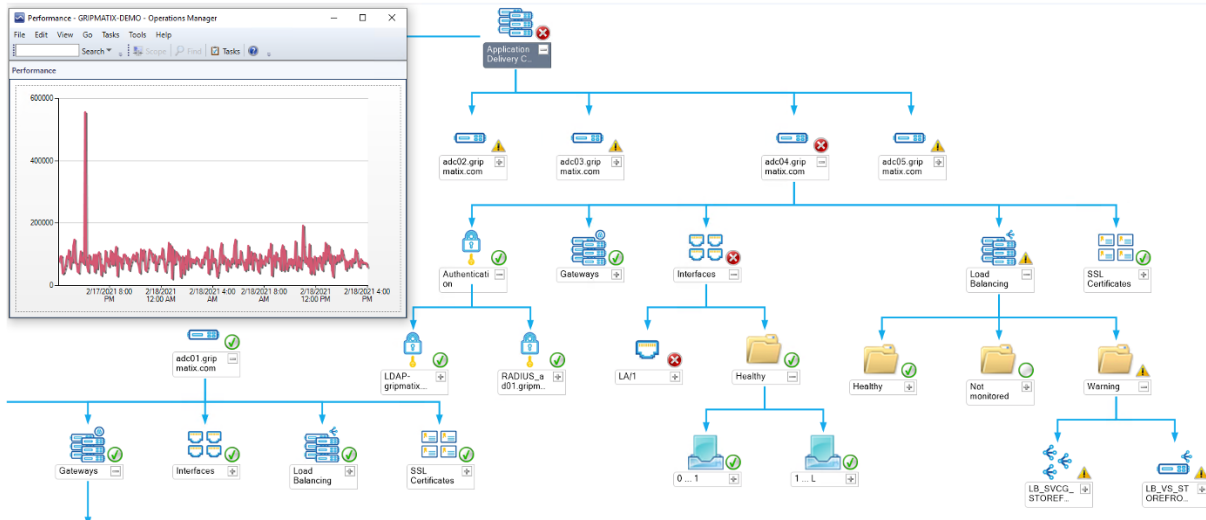 Performance - GRIPMATIX-DEMO - Operations Manager
File Edit View Go Tasks Tools Help
Search Scope Find Tasks
Performance
600000
400000
200000
0
2/17/2021 8:00 PM
2/18/2021 12:00 AM
2/18/2021 4:00 AM
2/18/2021 8:00 AM
2/18/2021 12:00 PM
2/18/2021 4:00 PM
Application
Delivery C...
adc02.grip
matix.com
adc03.grip
matix.com
adc04.grip
matix.com
adc05.grip
matix.com
Authenticati
on
Gateways
Interfaces
Load
Balancing
SSL
Certificates
adc01.grip
matix.com
LDAP-
gripmatix...
RADIUS_a
d01.gripm...
LA/1
Healthy
Healthy
Not
monitored
Warning
Gateways
Interfaces
Load
Balancing
SSL
Certificates
0 ... 1
1 ... L
LB_SVCG_
STOREF...
LB_VS_ST
OREFRO...